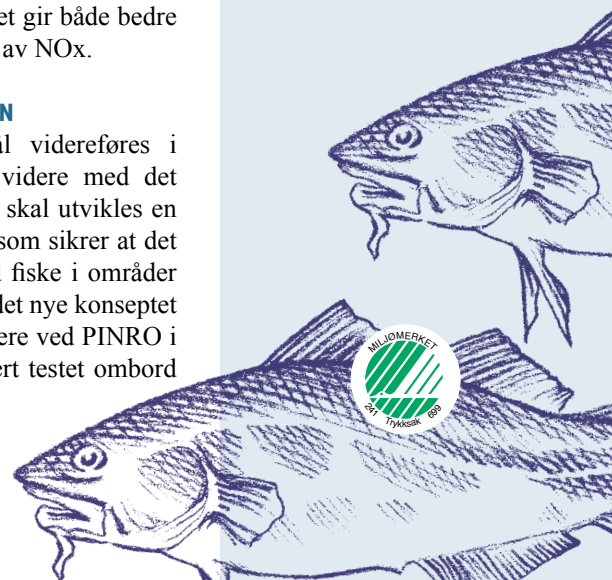 et gir både bedre
av NOx.
N
ål videreføres i
videre med det
skal utvikles en
som sikrer at det
l fiske i områder
det nye konseptet
ere ved PINRO i
ert testet ombord
MILJØMERKET
241 Trykksak 699